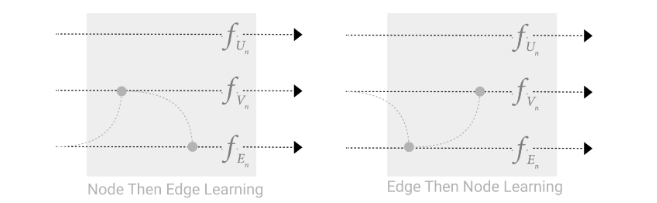 f_{U_n} f_{U_n}
f_{V_n} f_{V_n}
f_{E_n} f_{E_n}
Node Then Edge Learning Edge Then Node Learning